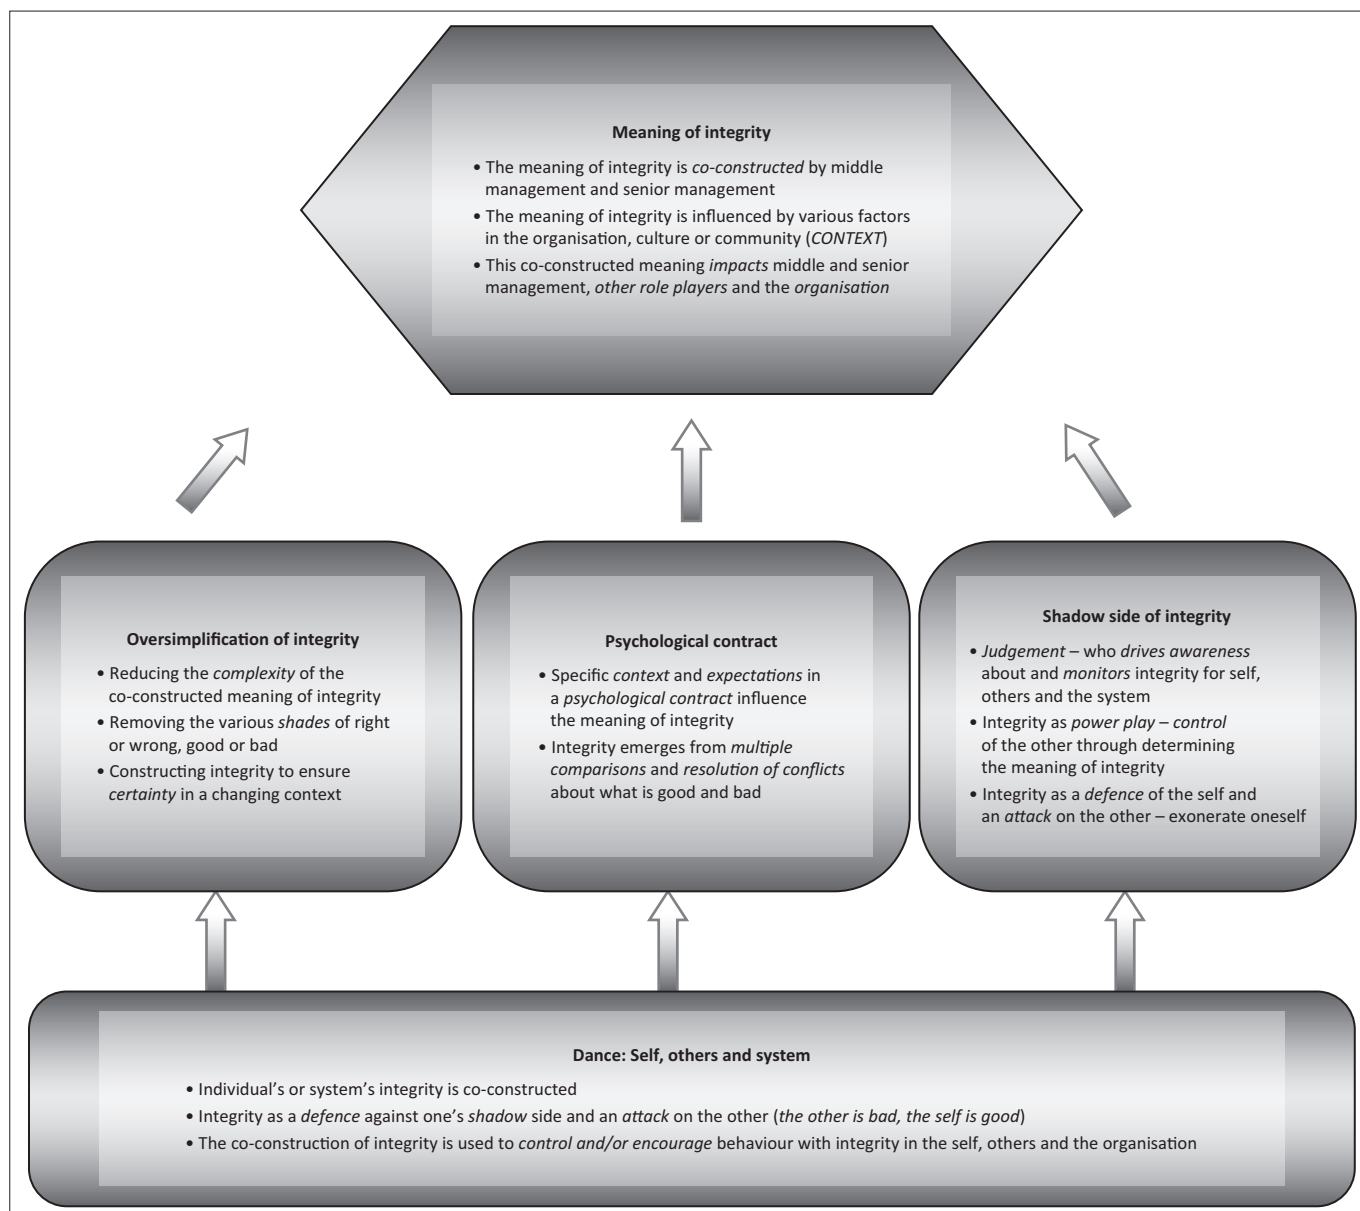 Meaning of integrity
• The meaning of integrity is co-constructed by middle
management and senior management
• The meaning of integrity is influenced by various factors
in the organisation, culture or community (CONTEXT)
• This co-constructed meaning impacts middle and senior
management, other role players and the organisation
Oversimplification of integrity
• Reducing the complexity of the
co-constructed meaning of integrity
• Removing the various shades of right
or wrong, good or bad
• Constructing integrity to ensure
certainty in a changing context
Psychological contract
• Specific context and expectations in
a psychological contract influence
the meaning of integrity
• Integrity emerges from multiple
comparisons and resolution of conflicts
about what is good and bad
Shadow side of integrity
• Judgement – who drives awareness
about and monitors integrity for self,
others and the system
• Integrity as power play – control
of the other through determining
the meaning of integrity
• Integrity as a defence of the self and
an attack on the other – exonerate oneself
Dance: Self, others and system
• Individual’s or system’s integrity is co-constructed
• Integrity as a defence against one’s shadow side and an attack on the other (the other is bad, the self is good)
• The co-construction of integrity is used to control and/or encourage behaviour with integrity in the self, others and the organisation